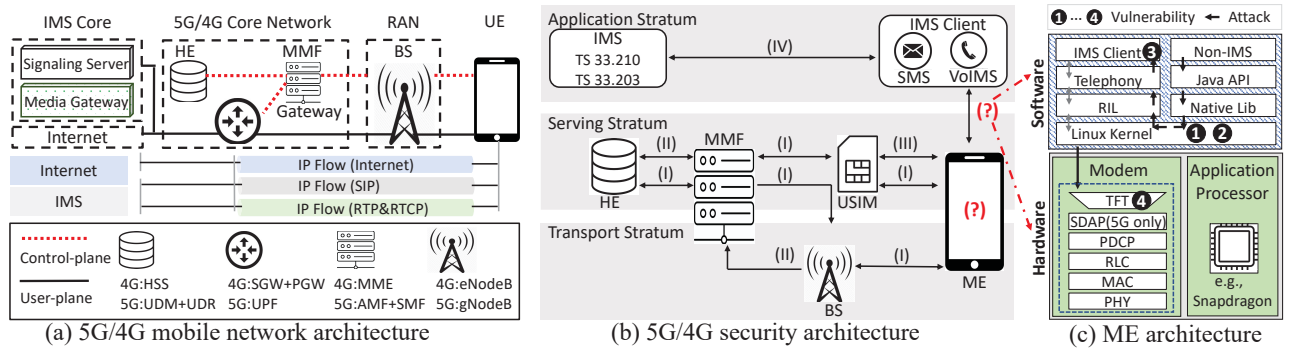 IMS Core
5G/4G Core Network
RAN
UE
HE
MMF
BS
Signaling Server
Media Gateway
Gateway
Internet
Internet
IP Flow (Internet)
IMS
IP Flow (SIP)
IP Flow (RTP&RTCP)
Control-plane
User-plane
4G:HSS
5G:UDM+UDR
4G:SGW+PGW
5G:UPF
4G:MME
5G:AMF+SMF
4G:eNodeB
5G:gNodeB
(a) 5G/4G mobile network architecture
Application Stratum
IMS
TS 33.210
TS 33.203
(IV)
IMS Client
SMS
VoIMS
(?)
Serving Stratum
MMF
(II)
(I)
(III)
(I)
(I)
(I)
HE
USIM
(?)
Transport Stratum
(II)
(I)
BS
ME
(b) 5G/4G security architecture
1 ... 4 Vulnerability
Attack
Software
IMS Client 3
Non-IMS
Telephony
Java API
RIL
Native Lib
Linux Kernel
1 2
Hardware
Modem
TFT 4
SDAP(5G only)
PDCP
RLC
MAC
PHY
Application
Processor
e.g.,
Snapdragon
(c) ME architecture